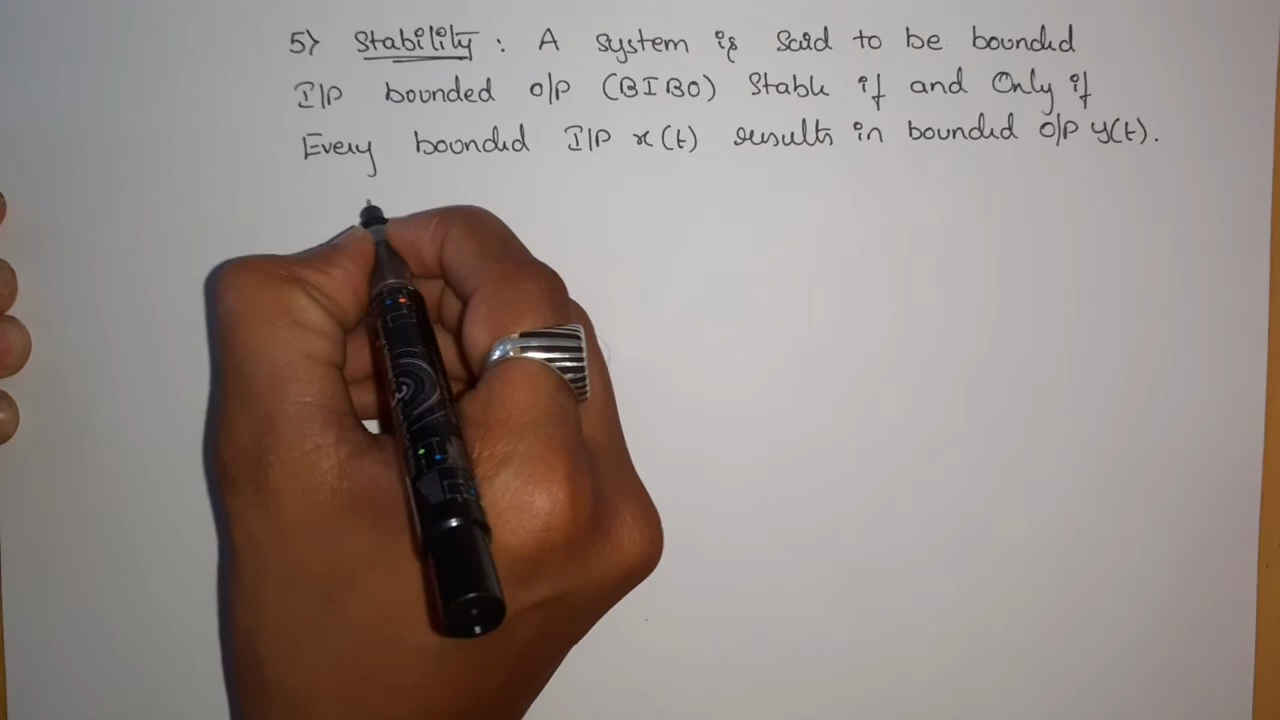 5) Stability : A system is said to be bounded
I/P bounded O/P (BIBO) Stable if and Only if
Every bounded I/P x(t) results in bounded O/P y(t).